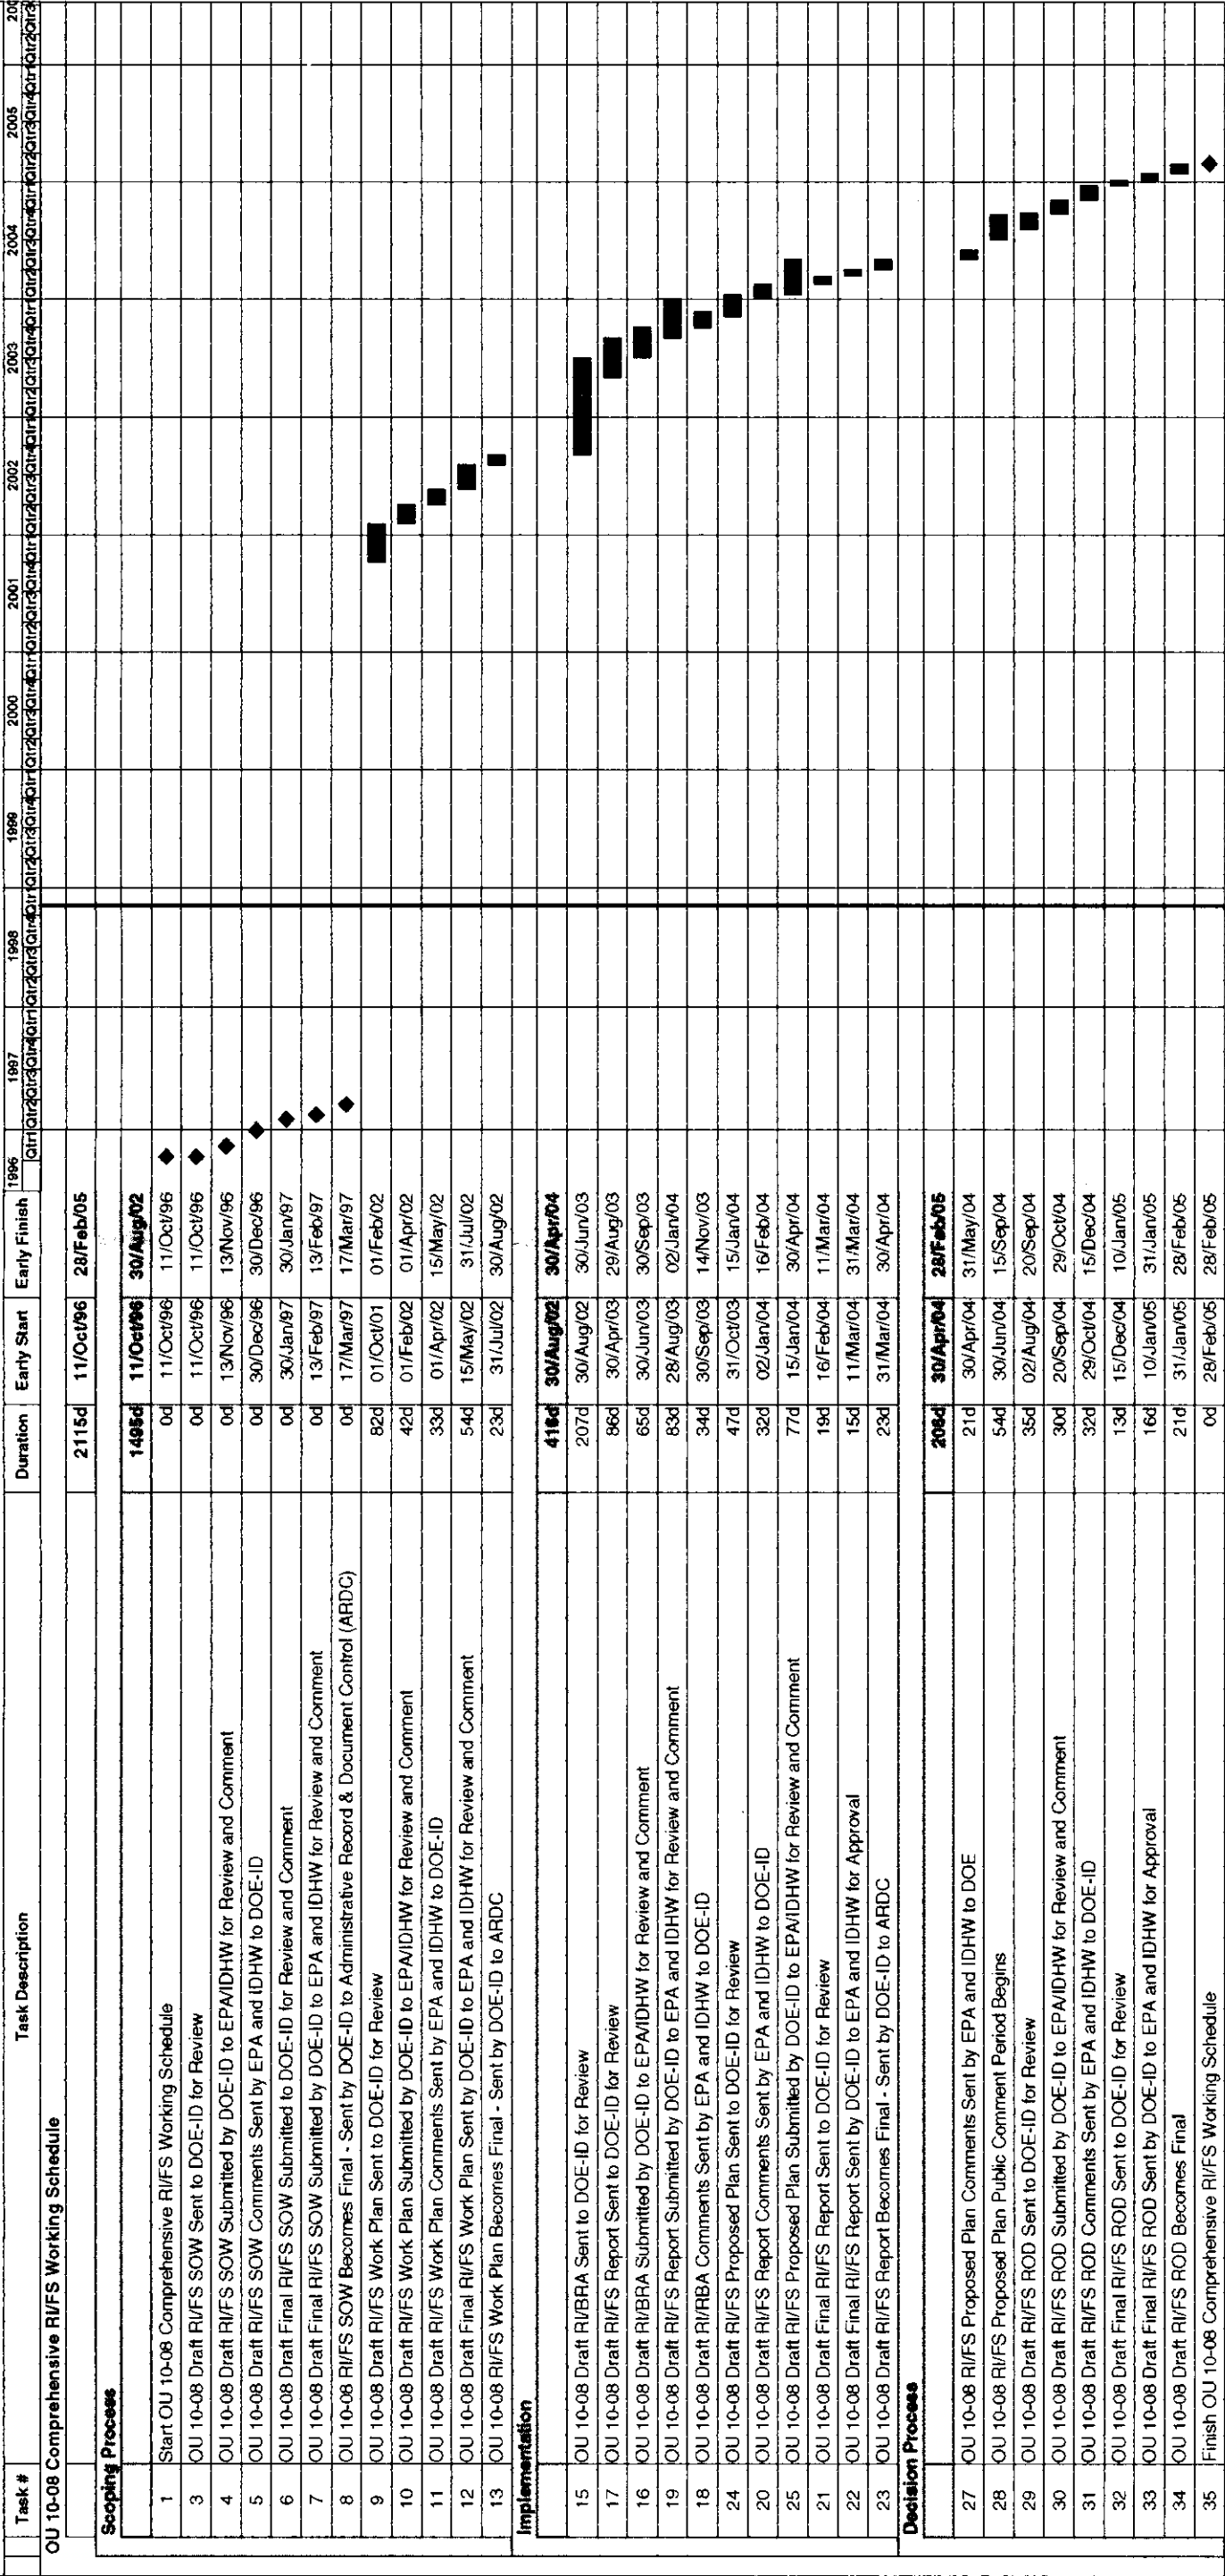 Task # Task Description Duration Early Start Early Finish 1996 1997 1998 1999 2000 2001 2002 2003 2004 2005 200
Qtr1Qtr2Qtr3Qtr4Qtr1Qtr2Qtr3Qtr4Qtr1Qtr2Qtr3Qtr4Qtr1Qtr2Qtr3Qtr4Qtr1Qtr2Qtr3Qtr4Qtr1Qtr2Qtr3Qtr4Qtr1Qtr2Qtr3Qtr4Qtr1Qtr2Qtr3Qtr4Qtr1Qtr2Qtr3Qtr4Qtr1Qtr2Qtr3
OU 10-08 Comprehensive RI/FS Working Schedule
2115d 11/Oct/96 28/Feb/05
Scoping Process
1495d 11/Oct/96 30/Aug/02
1 Start OU 10-08 Comprehensive RI/FS Working Schedule 0d 11/Oct/96 11/Oct/96
3 OU 10-08 Draft RI/FS SOW Sent to DOE-ID for Review 0d 11/Oct/96 11/Oct/96
4 OU 10-08 Draft RI/FS SOW Submitted by DOE-ID to EPA/IDHW for Review and Comment 0d 13/Nov/96 13/Nov/96
5 OU 10-08 Draft RI/FS SOW Comments Sent by EPA and IDHW to DOE-ID 0d 30/Dec/96 30/Dec/96
6 OU 10-08 Draft Final RI/FS SOW Submitted to DOE-ID for Review and Comment 0d 30/Jan/97 30/Jan/97
7 OU 10-08 Draft Final RI/FS SOW Submitted by DOE-ID to EPA and IDHW for Review and Comment 0d 13/Feb/97 13/Feb/97
8 OU 10-08 RI/FS SOW Becomes Final - Sent by DOE-ID to Administrative Record & Document Control (ARDC) 0d 17/Mar/97 17/Mar/97
9 OU 10-08 Draft RI/FS Work Plan Sent to DOE-ID for Review 82d 01/Oct/01 01/Feb/02
10 OU 10-08 Draft RI/FS Work Plan Submitted by DOE-ID to EPA/IDHW for Review and Comment 42d 01/Feb/02 01/Apr/02
11 OU 10-08 Draft RI/FS Work Plan Comments Sent by EPA and IDHW to DOE-ID 33d 01/Apr/02 15/May/02
12 OU 10-08 Draft Final RI/FS Work Plan Sent by DOE-ID to EPA and IDHW for Review and Comment 54d 15/May/02 31/Jul/02
13 OU 10-08 RI/FS Work Plan Becomes Final - Sent by DOE-ID to ARDC 23d 31/Jul/02 30/Aug/02
Implementation
416d 30/Aug/02 30/Apr/04
15 OU 10-08 Draft RI/BRA Sent to DOE-ID for Review 207d 30/Aug/02 30/Jun/03
17 OU 10-08 Draft RI/FS Report Sent to DOE-ID for Review 86d 30/Apr/03 29/Aug/03
16 OU 10-08 Draft RI/BRA Submitted by DOE-ID to EPA/IDHW for Review and Comment 65d 30/Jun/03 30/Sep/03
19 OU 10-08 Draft RI/FS Report Submitted by DOE-ID to EPA and IDHW for Review and Comment 83d 28/Aug/03 02/Jan/04
18 OU 10-08 Draft RI/RBA Comments Sent by EPA and IDHW to DOE-ID 34d 30/Sep/03 14/Nov/03
24 OU 10-08 Draft RI/FS Proposed Plan Sent to DOE-ID for Review 47d 31/Oct/03 15/Jan/04
20 OU 10-08 Draft RI/FS Report Comments Sent by EPA and IDHW to DOE-ID 32d 02/Jan/04 16/Feb/04
25 OU 10-08 Draft RI/FS Proposed Plan Submitted by DOE-ID to EPA/IDHW for Review and Comment 77d 15/Jan/04 30/Apr/04
21 OU 10-08 Draft Final RI/FS Report Sent to DOE-ID for Review 19d 16/Feb/04 11/Mar/04
22 OU 10-08 Draft Final RI/FS Report Sent by DOE-ID to EPA and IDHW for Approval 15d 11/Mar/04 31/Mar/04
23 OU 10-08 Draft RI/FS Report Becomes Final - Sent by DOE-ID to ARDC 23d 31/Mar/04 30/Apr/04
Decision Process
206d 30/Apr/04 28/Feb/05
27 OU 10-08 RI/FS Proposed Plan Comments Sent by EPA and IDHW to DOE 21d 30/Apr/04 31/May/04
28 OU 10-08 RI/FS Proposed Plan Public Comment Period Begins 54d 30/Jun/04 15/Sep/04
29 OU 10-08 Draft RI/FS ROD Sent to DOE-ID for Review 35d 02/Aug/04 20/Sep/04
30 OU 10-08 Draft RI/FS ROD Submitted by DOE-ID to EPA/IDHW for Review and Comment 30d 20/Sep/04 29/Oct/04
31 OU 10-08 Draft RI/FS ROD Comments Sent by EPA and IDHW to DOE-ID 32d 29/Oct/04 15/Dec/04
32 OU 10-08 Draft Final RI/FS ROD Sent to DOE-ID for Review 13d 15/Dec/04 10/Jan/05
33 OU 10-08 Draft Final RI/FS ROD Sent by DOE-ID to EPA and IDHW for Approval 16d 10/Jan/05 31/Jan/05
34 OU 10-08 Draft RI/FS ROD Becomes Final 21d 31/Jan/05 28/Feb/05
35 Finish OU 10-08 Comprehensive RI/FS Working Schedule 0d 28/Feb/05 28/Feb/05